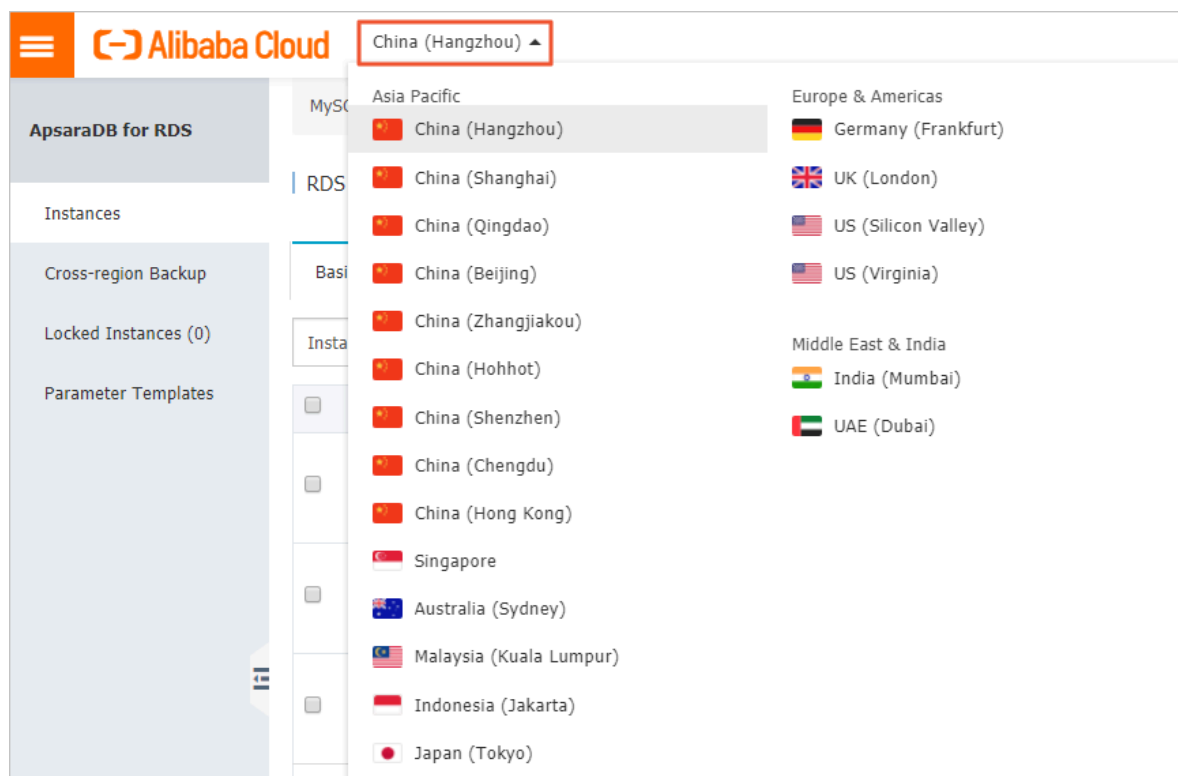 Alibaba Cloud
China (Hangzhou)
ApsaraDB for RDS
Instances
Cross-region Backup
Locked Instances (0)
Parameter Templates
RDS
Asia Pacific
China (Hangzhou)
China (Shanghai)
China (Qingdao)
China (Beijing)
China (Zhangjiakou)
China (Hohhot)
China (Shenzhen)
China (Chengdu)
China (Hong Kong)
Singapore
Australia (Sydney)
Malaysia (Kuala Lumpur)
Indonesia (Jakarta)
Japan (Tokyo)
Europe & Americas
Germany (Frankfurt)
UK (London)
US (Silicon Valley)
US (Virginia)
Middle East & India
India (Mumbai)
UAE (Dubai)